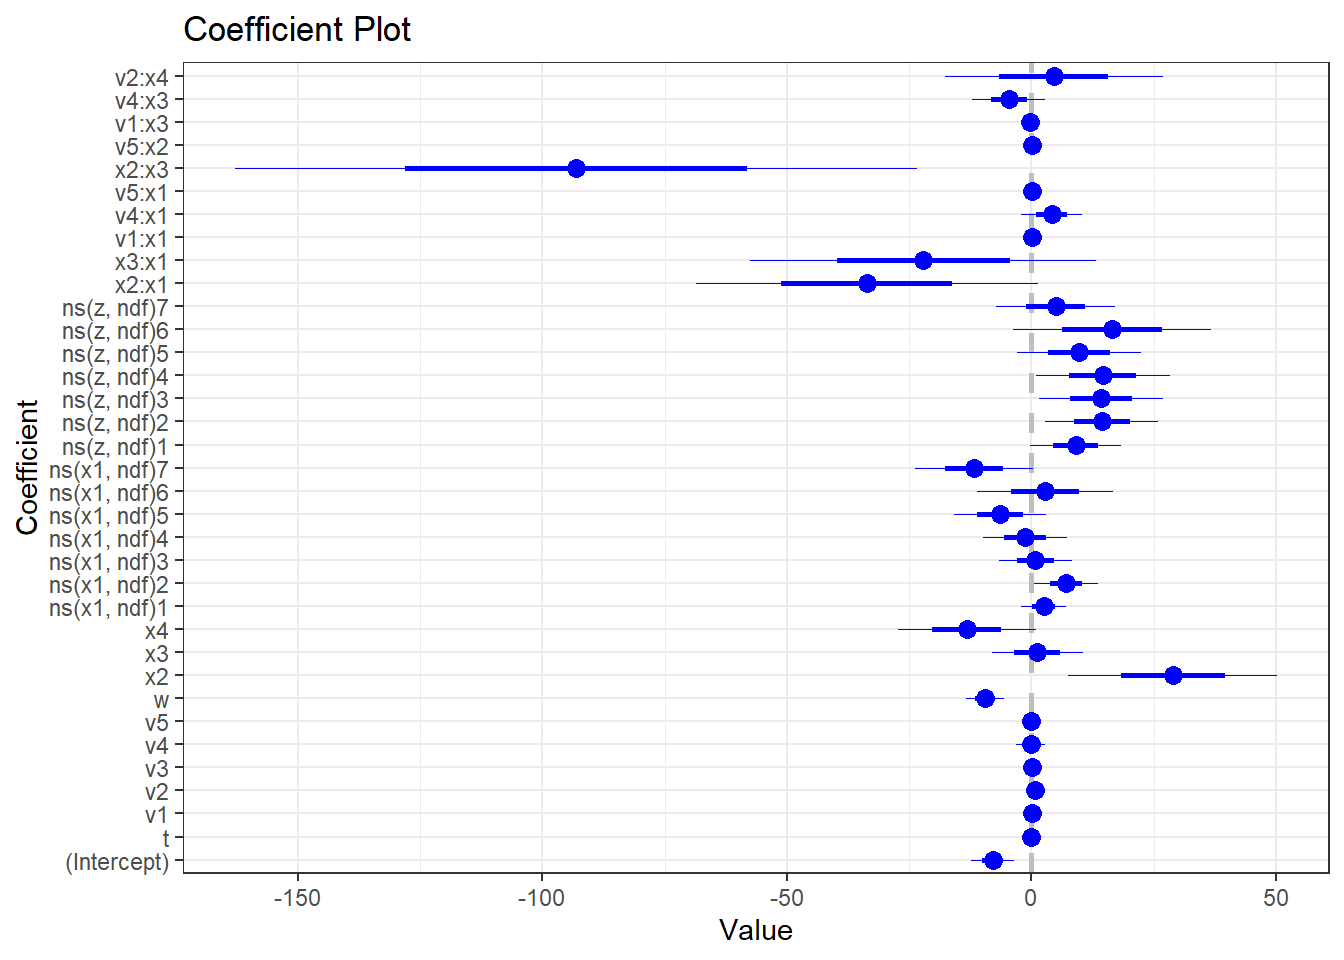 Coefficient Plot
v2:x4
v4:x3
v1:x3
v5:x2
x2:x3
v5:x1
v4:x1
v1:x1
x3:x1
x2:x1
ns(z, ndf)7
ns(z, ndf)6
ns(z, ndf)5
ns(z, ndf)4
ns(z, ndf)3
ns(z, ndf)2
ns(z, ndf)1
ns(x1, ndf)7
ns(x1, ndf)6
ns(x1, ndf)5
ns(x1, ndf)4
ns(x1, ndf)3
ns(x1, ndf)2
ns(x1, ndf)1
x4
x3
x2
w
v5
v4
v3
v2
v1
t
(Intercept)
Coefficient
-150 -100 -50 0 50
Value